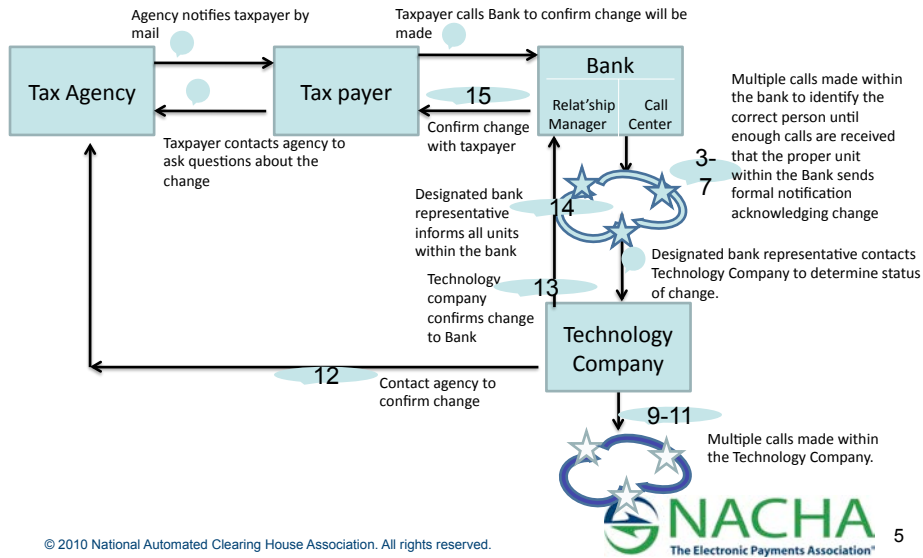 Agency notifies taxpayer by
mail
Taxpayer calls Bank to confirm change will be
made
Tax Agency
Tax payer
Bank
Relat'ship
Manager
Call
Center
15
Confirm change
with taxpayer
Taxpayer contacts agency to
ask questions about the
change
Multiple calls made within
the bank to identify the
correct person until
enough calls are received
that the proper unit
within the Bank sends
formal notification
acknowledging change
3-
7
Designated bank
representative
informs all units
within the bank
14
Designated bank representative contacts
Technology Company to determine status
of change.
Technology
company
confirms change
to Bank
13
Technology
Company
12
Contact agency to
confirm change
9-11
Multiple calls made within
the Technology Company.
NACHA
The Electronic Payments Association®
© 2010 National Automated Clearing House Association. All rights reserved.
5